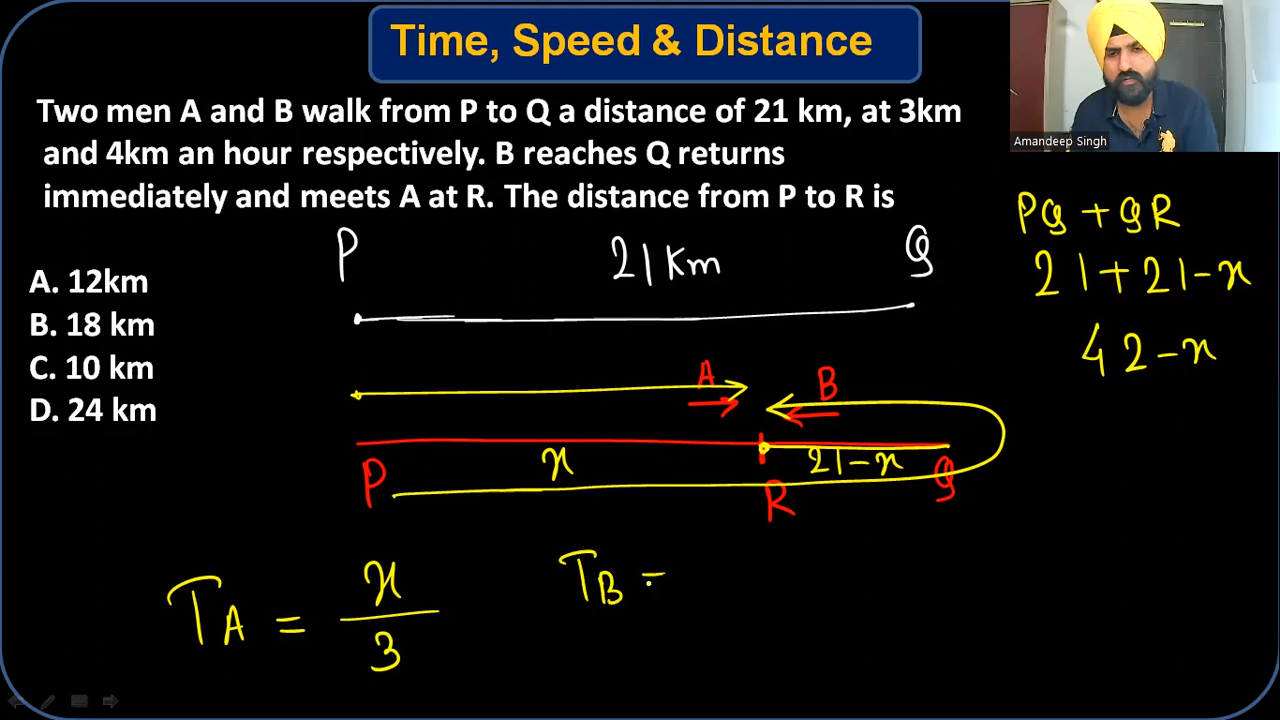 Time, Speed & Distance
Amandeep Singh
Two men A and B walk from P to Q a distance of 21 km, at 3km
and 4km an hour respectively. B reaches Q returns
immediately and meets A at R. The distance from P to R is
PQ + QR
21 + 21 - x
42 - x
P 21 Km Q
A. 12km
B. 18 km
C. 10 km
D. 24 km
A B
x 21 - x
P R Q
TA = x/3
TB =